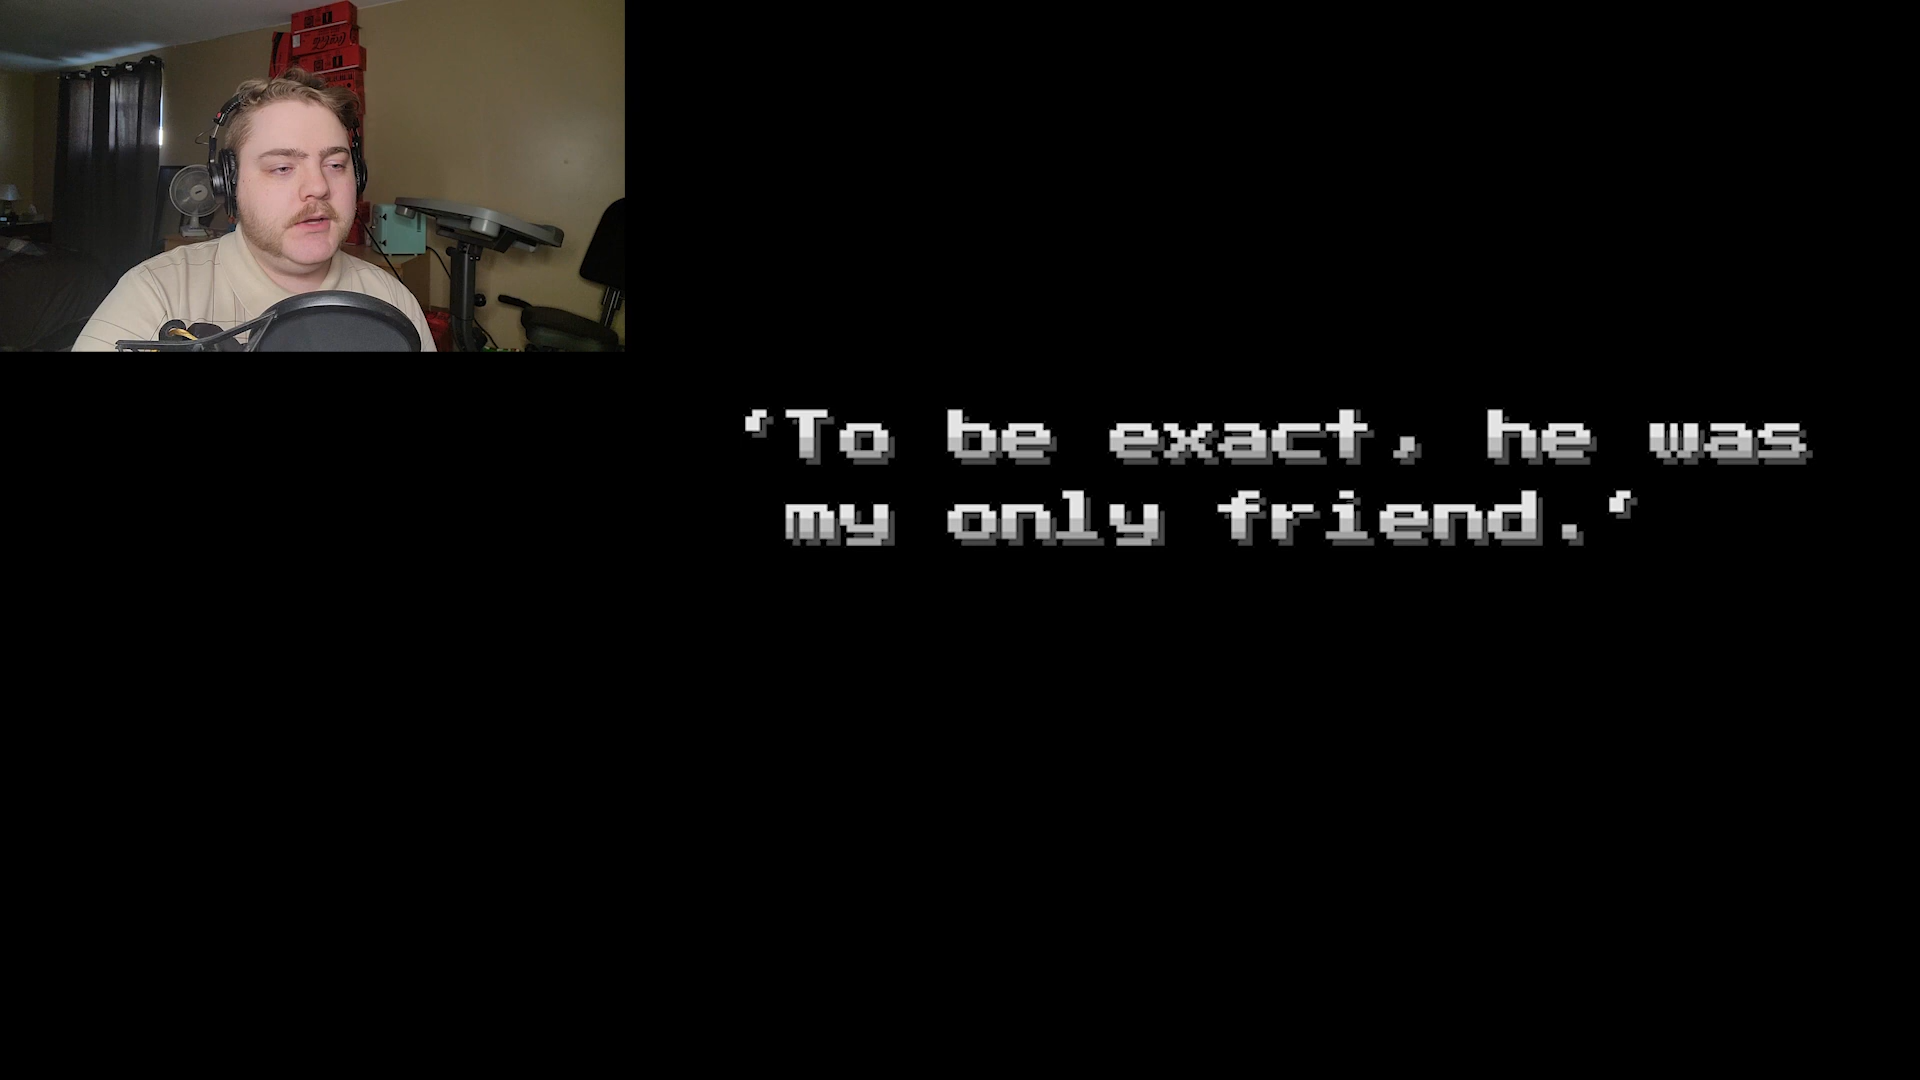 ‘To be exact, he was
my only friend.‘